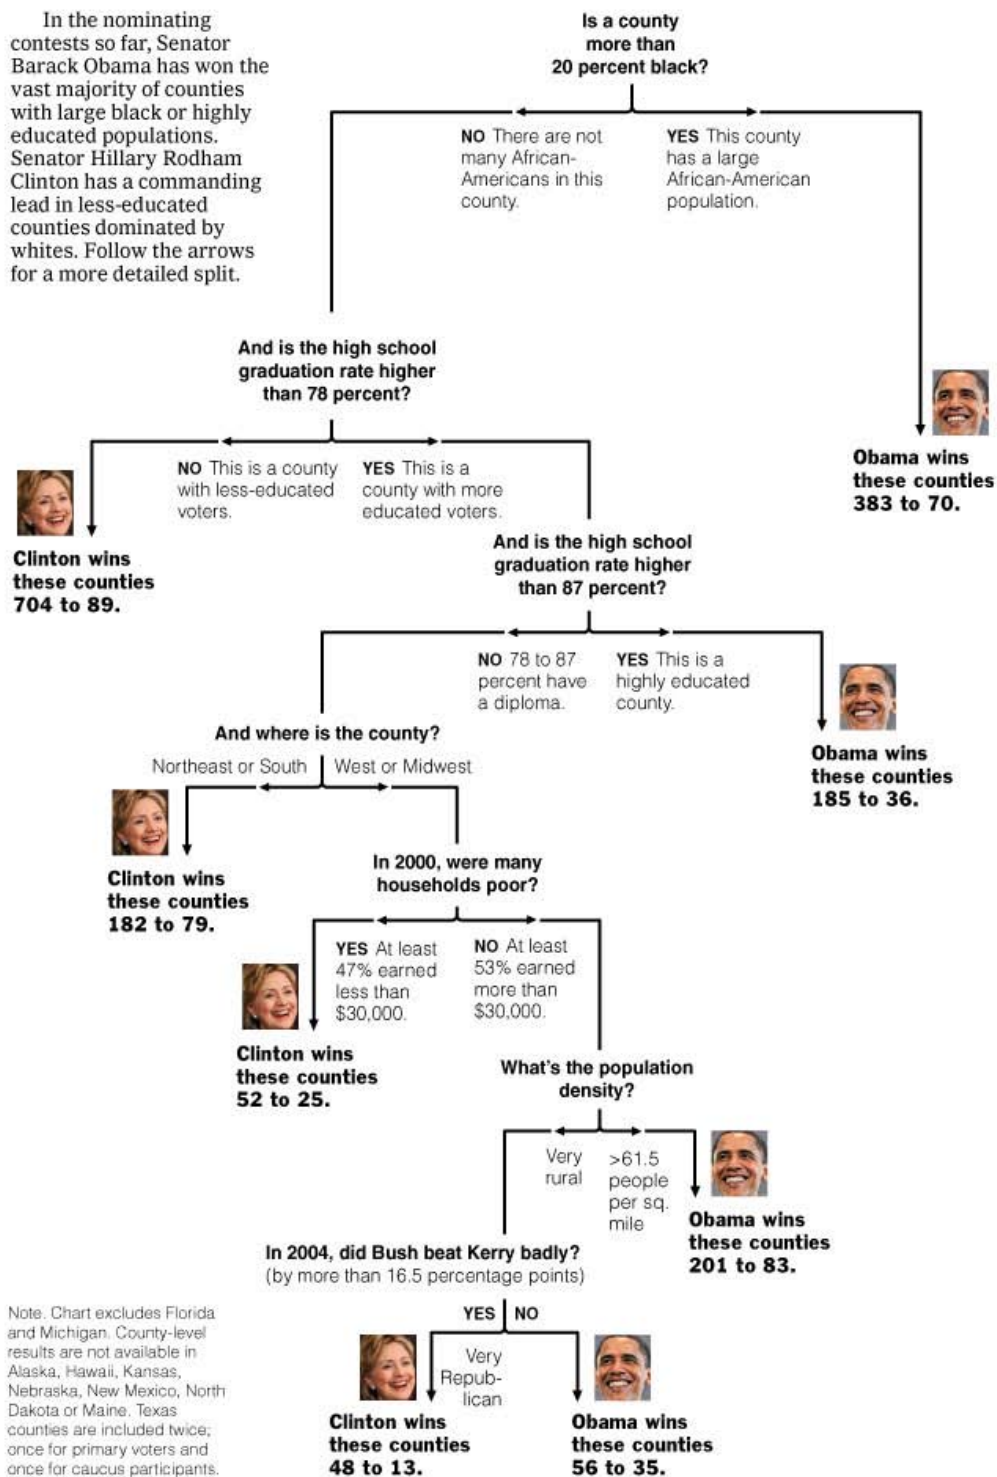 In the nominating
contests so far, Senator
Barack Obama has won the
vast majority of counties
with large black or highly
educated populations.
Senator Hillary Rodham
Clinton has a commanding
lead in less-educated
counties dominated by
whites. Follow the arrows
for a more detailed split.
Is a county
more than
20 percent black?
NO There are not
many African-
Americans in this
county.
YES This county
has a large
African-American
population.
And is the high school
graduation rate higher
than 78 percent?
Obama wins
these counties
383 to 70.
NO This is a county
with less-educated
voters.
YES This is a
county with more
educated voters.
Clinton wins
these counties
704 to 89.
And is the high school
graduation rate higher
than 87 percent?
NO 78 to 87
percent have
a diploma.
YES This is a
highly educated
county.
And where is the county?
Northeast or South
West or Midwest
Obama wins
these counties
185 to 36.
Clinton wins
these counties
182 to 79.
In 2000, were many
households poor?
YES At least
47% earned
less than
$30,000.
NO At least
53% earned
more than
$30,000.
Clinton wins
these counties
52 to 25.
What's the population
density?
Very
rural
>61.5
people
per sq.
mile
Obama wins
these counties
201 to 83.
In 2004, did Bush beat Kerry badly?
(by more than 16.5 percentage points)
YES
NO
Very
Repub-
lican
Clinton wins
these counties
48 to 13.
Obama wins
these counties
56 to 35.
Note. Chart excludes Florida
and Michigan. County-level
results are not available in
Alaska, Hawaii, Kansas,
Nebraska, New Mexico, North
Dakota or Maine. Texas
counties are included twice;
once for primary voters and
once for caucus participants.